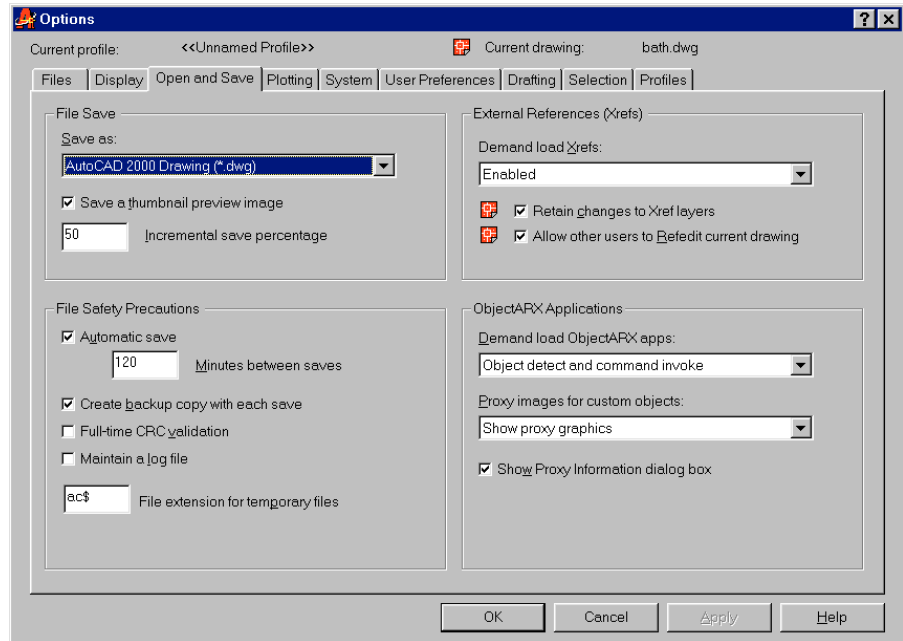 Options
Current profile: <<Unnamed Profile>> Current drawing: bath.dwg
Files Display Open and Save Plotting System User Preferences Drafting Selection Profiles
File Save
Save as:
AutoCAD 2000 Drawing (*.dwg)
Save a thumbnail preview image
50 Incremental save percentage
External References (Xrefs)
Demand load Xrefs:
Enabled
Retain changes to Xref layers
Allow other users to Refedit current drawing
File Safety Precautions
Automatic save
120 Minutes between saves
Create backup copy with each save
Full-time CRC validation
Maintain a log file
ac$ File extension for temporary files
ObjectARX Applications
Demand load ObjectARX apps:
Object detect and command invoke
Proxy images for custom objects:
Show proxy graphics
Show Proxy Information dialog box
OK Cancel Apply Help